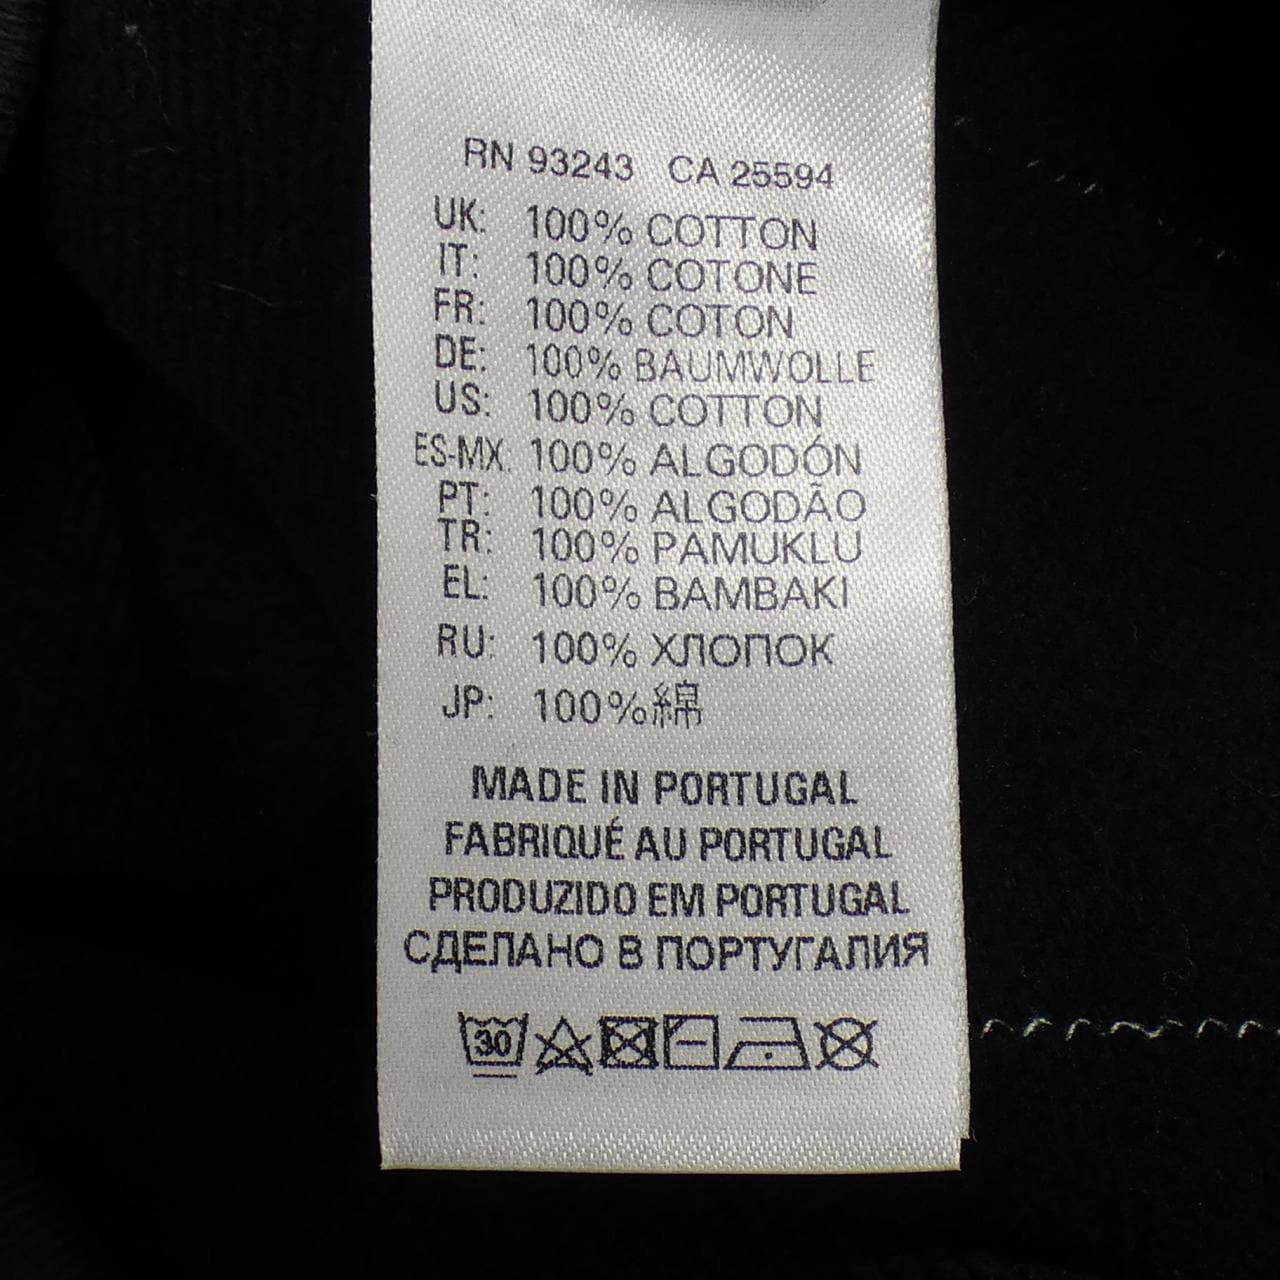 RN 93243 CA 25594
UK: 100% COTTON
IT: 100% COTONE
FR: 100% COTON
DE: 100% BAUMWOLLE
US: 100% COTTON
ES-MX: 100% ALGODÓN
PT: 100% ALGODÃO
TR: 100% PAMUKLU
EL: 100% BAMBAKI
RU: 100% ХЛОПОК
JP: 100%綿
MADE IN PORTUGAL
FABRIQUÉ AU PORTUGAL
PRODUZIDO EM PORTUGAL
СДЕЛАНО В ПОРТУГАЛИЯ
30